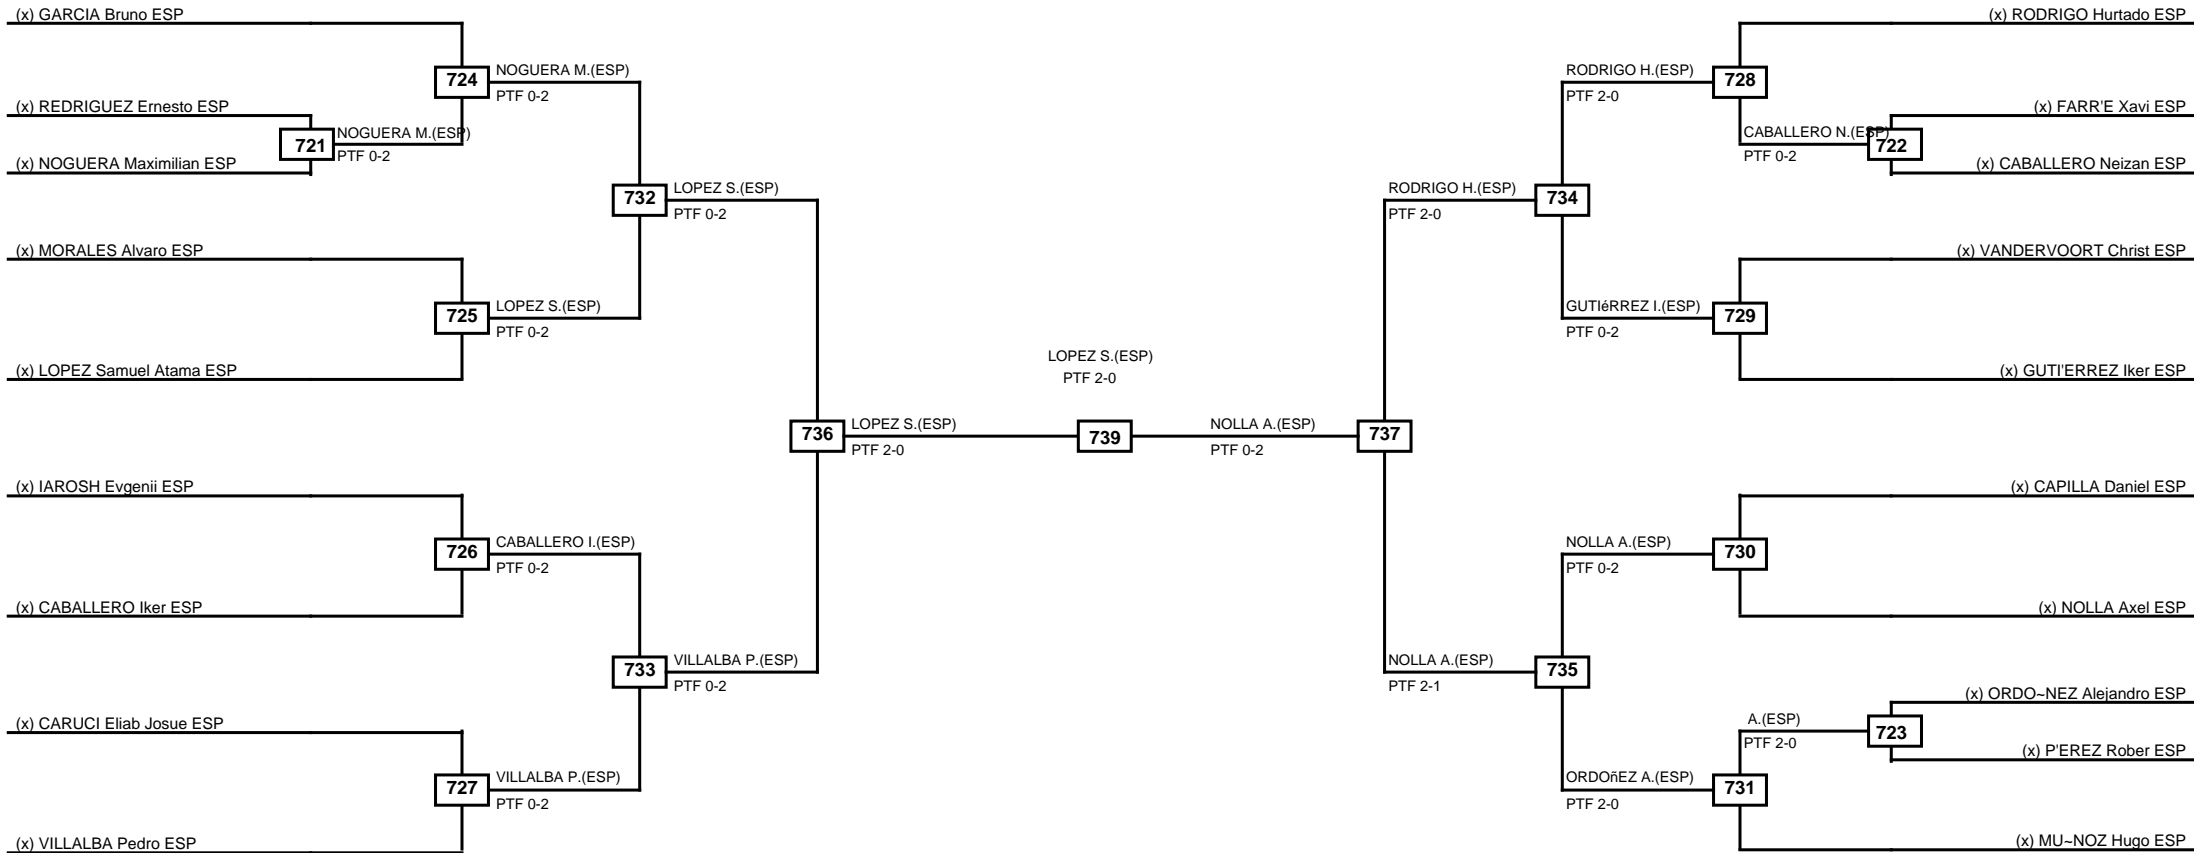 (x) GARCIA Bruno ESP
(x) RODRIGO Hurtado ESP
724
NOGUERA M.(ESP)
PTF 0-2
RODRIGO H.(ESP)
PTF 2-0
728
(x) REDRIGUEZ Ernesto ESP
(x) FARR'E Xavi ESP
721
NOGUERA M.(ESP)
PTF 0-2
CABALLERO N.(ESP)
PTF 0-2
722
(x) NOGUERA Maximilian ESP
(x) CABALLERO Neizan ESP
732
LOPEZ S.(ESP)
PTF 0-2
RODRIGO H.(ESP)
PTF 2-0
734
(x) MORALES Alvaro ESP
(x) VANDERVOORT Christ ESP
725
LOPEZ S.(ESP)
PTF 0-2
GUTIéRREZ I.(ESP)
PTF 0-2
729
(x) LOPEZ Samuel Atama ESP
LOPEZ S.(ESP)
PTF 2-0
(x) GUTI'ERREZ Iker ESP
736
LOPEZ S.(ESP)
PTF 2-0
739
NOLLA A.(ESP)
PTF 0-2
737
(x) IAROSH Evgenii ESP
(x) CAPILLA Daniel ESP
726
CABALLERO I.(ESP)
PTF 0-2
NOLLA A.(ESP)
PTF 0-2
730
(x) CABALLERO Iker ESP
(x) NOLLA Axel ESP
733
VILLALBA P.(ESP)
PTF 0-2
NOLLA A.(ESP)
PTF 2-1
735
(x) CARUCI Eliab Josue ESP
(x) ORDO~NEZ Alejandro ESP
A.(ESP)
PTF 2-0
723
(x) P'EREZ Rober ESP
727
VILLALBA P.(ESP)
PTF 0-2
ORDOñEZ A.(ESP)
PTF 2-0
731
(x) VILLALBA Pedro ESP
(x) MU~NOZ Hugo ESP